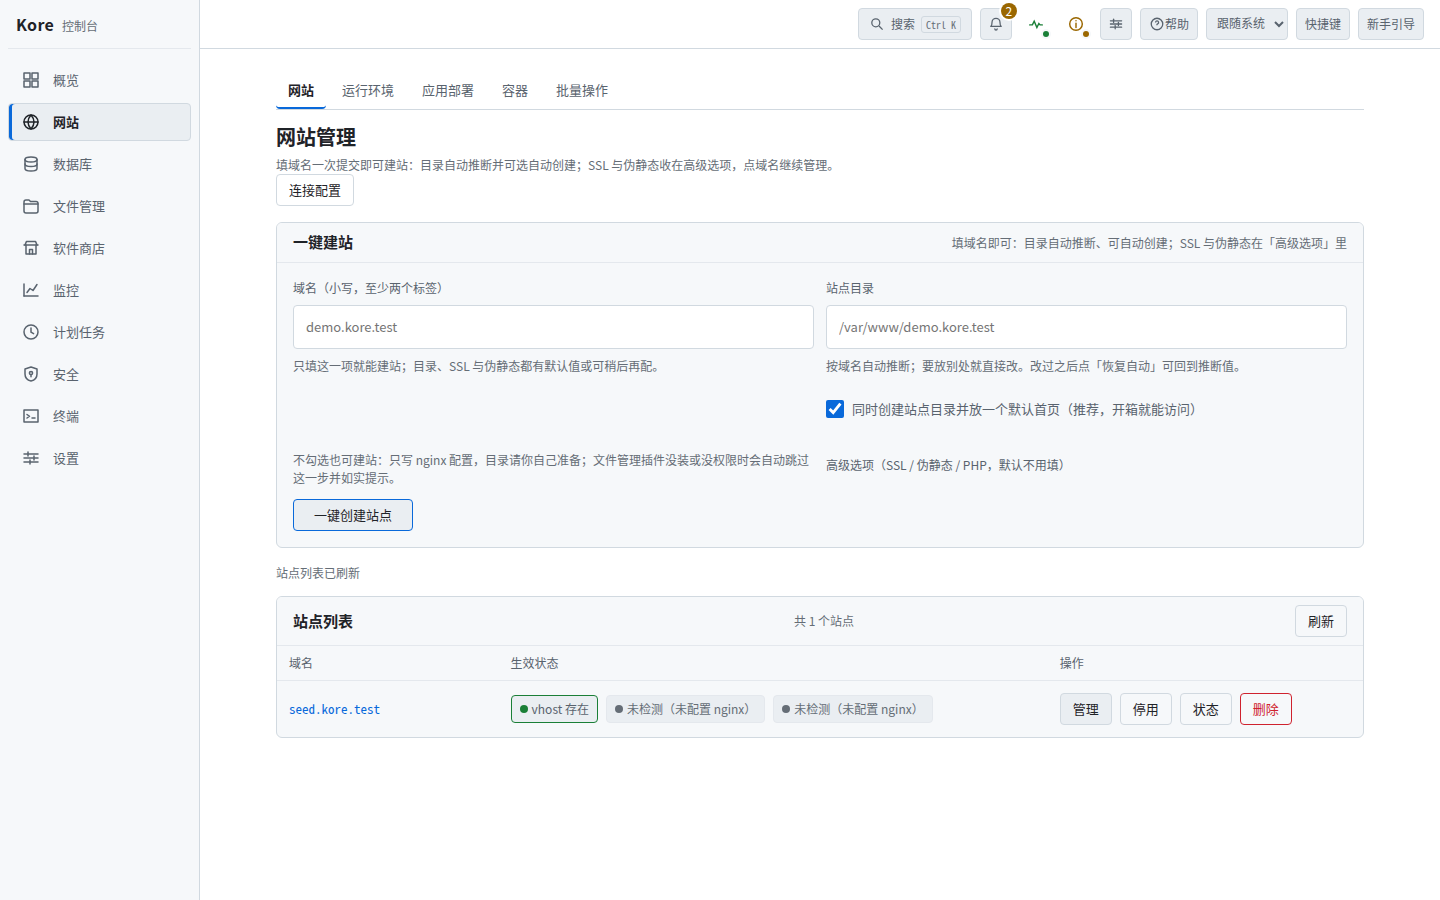 Kore 控制台
搜索 Ctrl K
2
帮助
跟随系统
快捷键
新手引导
概览
网站
数据库
文件管理
软件商店
监控
计划任务
安全
终端
设置
网站 运行环境 应用部署 容器 批量操作
网站管理
填域名一次提交即可建站：目录自动推断并可选自动创建；SSL 与伪静态收在高级选项，点域名继续管理。
连接配置
一键建站
填域名即可：目录自动推断、可自动创建；SSL 与伪静态在「高级选项」里
域名（小写，至少两个标签）
站点目录
demo.kore.test
/var/www/demo.kore.test
只填这一项就能建站；目录、SSL 与伪静态都有默认值或可稍后再配。
按域名自动推断；要放别处就直接改。改过之后点「恢复自动」可回到推断值。
同时创建站点目录并放一个默认首页（推荐，开箱就能访问）
不勾选也可建站：只写 nginx 配置，目录请你自己准备；文件管理插件没装或没权限时会自动跳过
这一步并如实提示。
高级选项（SSL / 伪静态 / PHP，默认不用填）
一键创建站点
站点列表已刷新
站点列表
共 1 个站点
刷新
域名 生效状态 操作
seed.kore.test vhost 存在 未检测（未配置 nginx） 未检测（未配置 nginx） 管理 停用 状态 删除